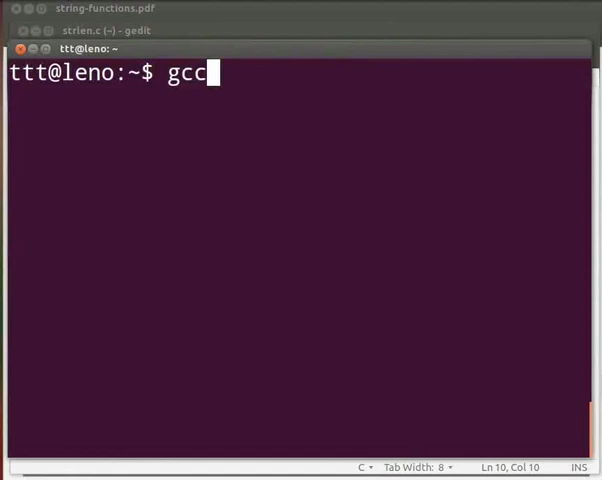 string-functions.pdf
strlen.c (~) - gedit
ttt@leno: ~
ttt@leno:~$ gcc
C Tab Width: 8 Ln 10, Col 10 INS